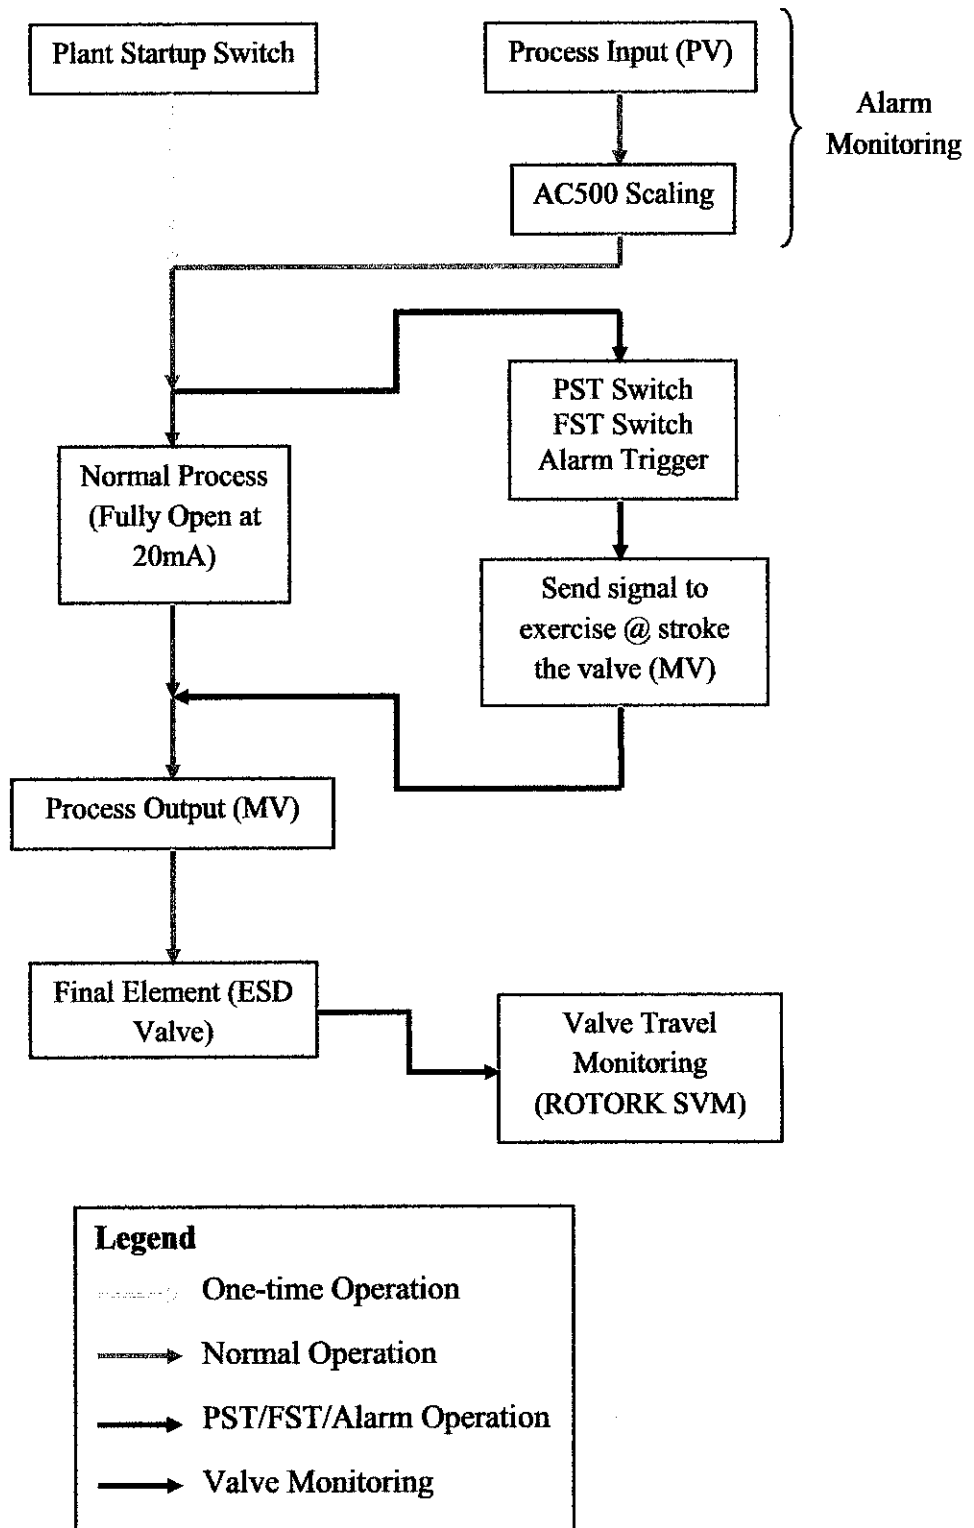 Plant Startup Switch
Process Input (PV)
Alarm
Monitoring
AC500 Scaling
PST Switch
FST Switch
Alarm Trigger
Normal Process
(Fully Open at
20mA)
Send signal to
exercise @ stroke
the valve (MV)
Process Output (MV)
Final Element (ESD
Valve)
Valve Travel
Monitoring
(ROTORK SVM)
Legend
One-time Operation
Normal Operation
PST/FST/Alarm Operation
Valve Monitoring